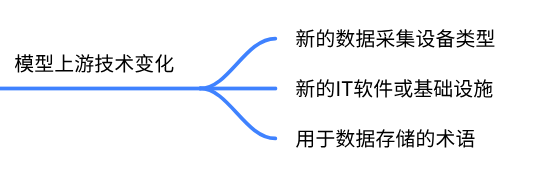 模型上游技术变化
新的数据采集设备类型
新的IT软件或基础设施
用于数据存储的术语